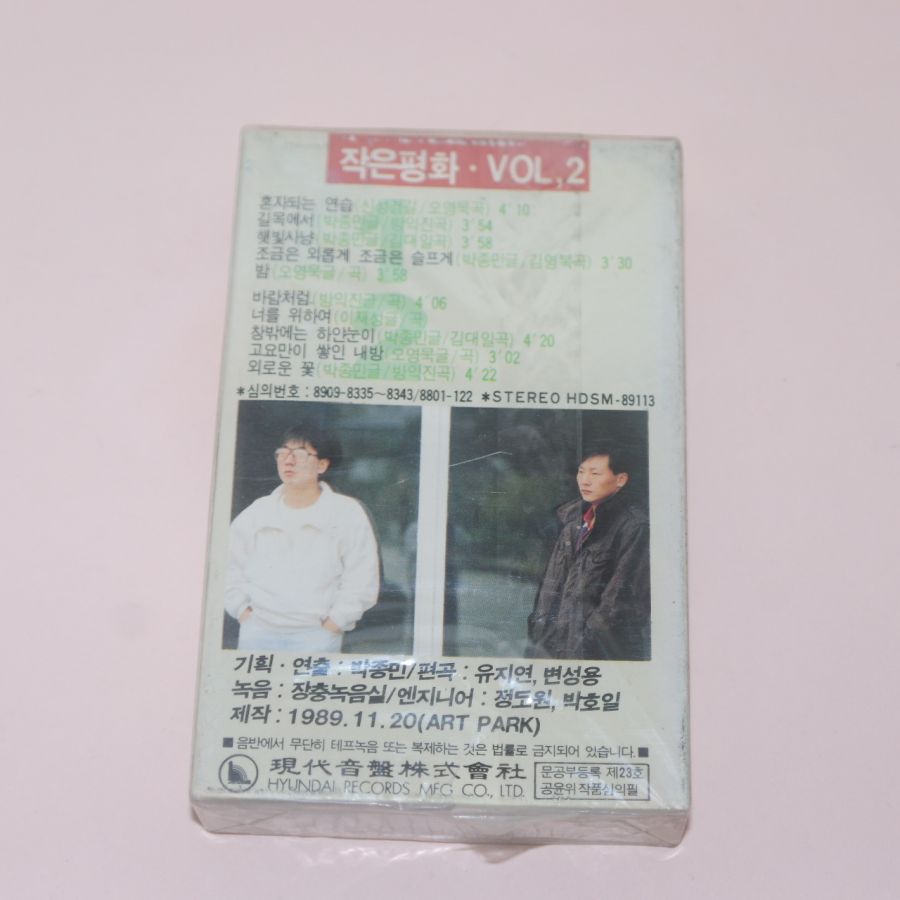 작은평화 · VOL,2
혼자되는 연습(신성건길/오영묵곡) 4´10
길목에서(박종민글/방익진곡) 3´54
햇빛사냥(박종민글/김대일곡) 3´58
조금은 외롭게 조금은 슬프게(박종민글/김영북곡) 3´30
밤(오영묵글/곡) 3´58
바람처럼(방익진글/곡) 4´06
너를 위하여(이재성글/곡
창밖에는 하얀눈이(박종민글/김대일곡) 4´20
고요만이 쌓인 내방(오영묵글/곡) 3´02
외로운 꽃(박종민글/방익진곡) 4´22
*심의번호 : 8909-8335~8343/8801-122 *STEREO HDSM-89113
기획 · 연출 : 박종민/편곡 : 유지연, 변성용
녹음 : 장충녹음실/엔지니어 : 정도원, 박호일
제작 : 1989.11.20(ART PARK)
■음반에서 무단히 테프녹음 또는 복제하는 것은 법률로 금지되어 있습니다.■
現代音盤株式會社
HYUNDAI RECORDS MFG CO., LTD.
문공부등록 제23호
공윤위 작품심의필